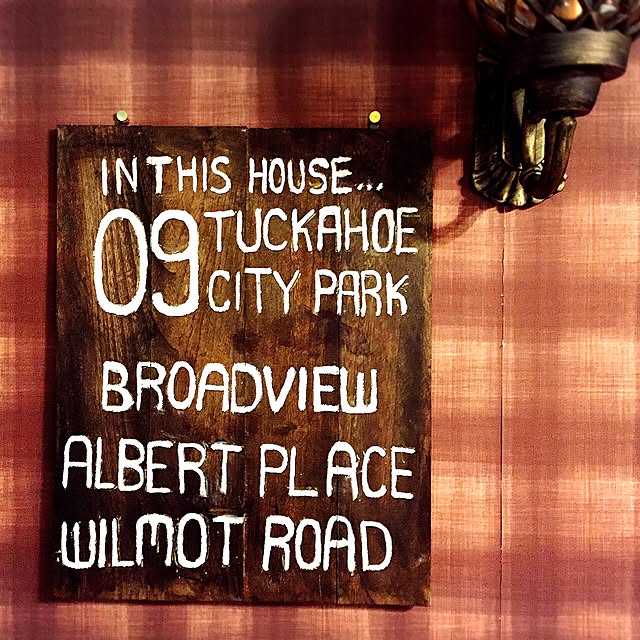 IN THIS HOUSE...
09 TUCKAHOE
CITY PARK
BROADVIEW
ALBERT PLACE
WILMOT ROAD